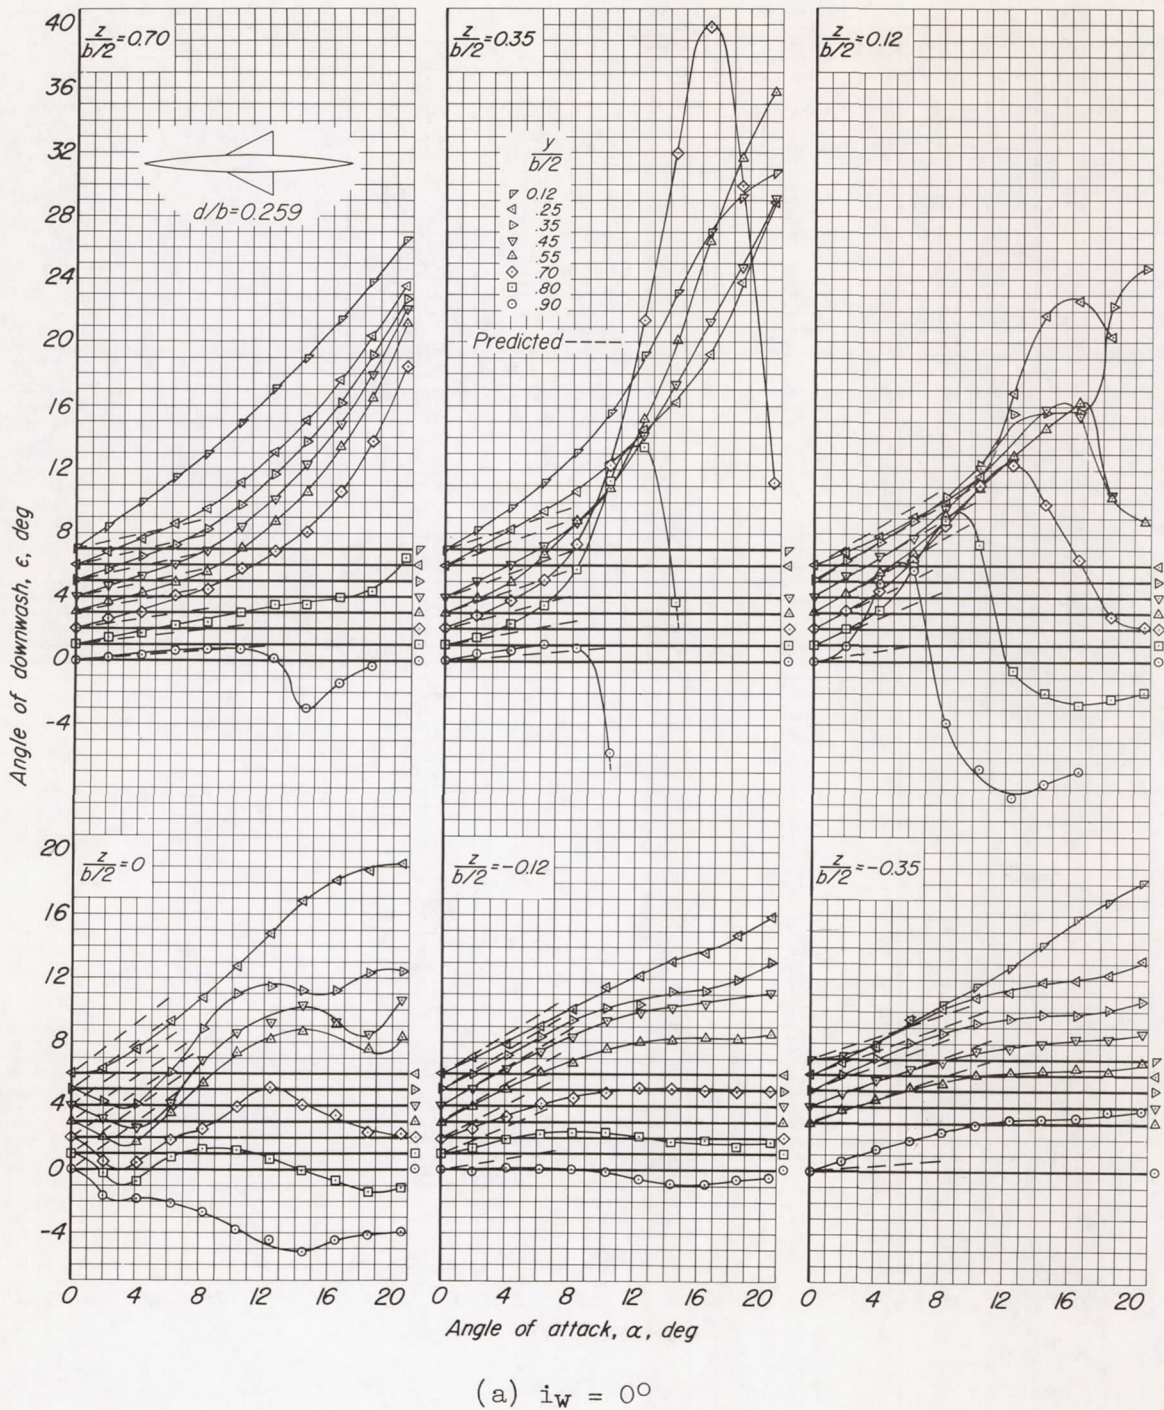 z/b/2=0.70
z/b/2=0.35
z/b/2=0.12
40
36
32
28
24
20
16
12
8
4
0
-4
d/b=0.259
y/b/2
0.12
.25
.35
.45
.55
.70
.80
.90
Predicted----
Angle of downwash, ε, deg
z/b/2=0
z/b/2=-0.12
z/b/2=-0.35
20
16
12
8
4
0
-4
0 4 8 12 16 20
0 4 8 12 16 20
0 4 8 12 16 20
Angle of attack, α, deg
(a) iw = 0º